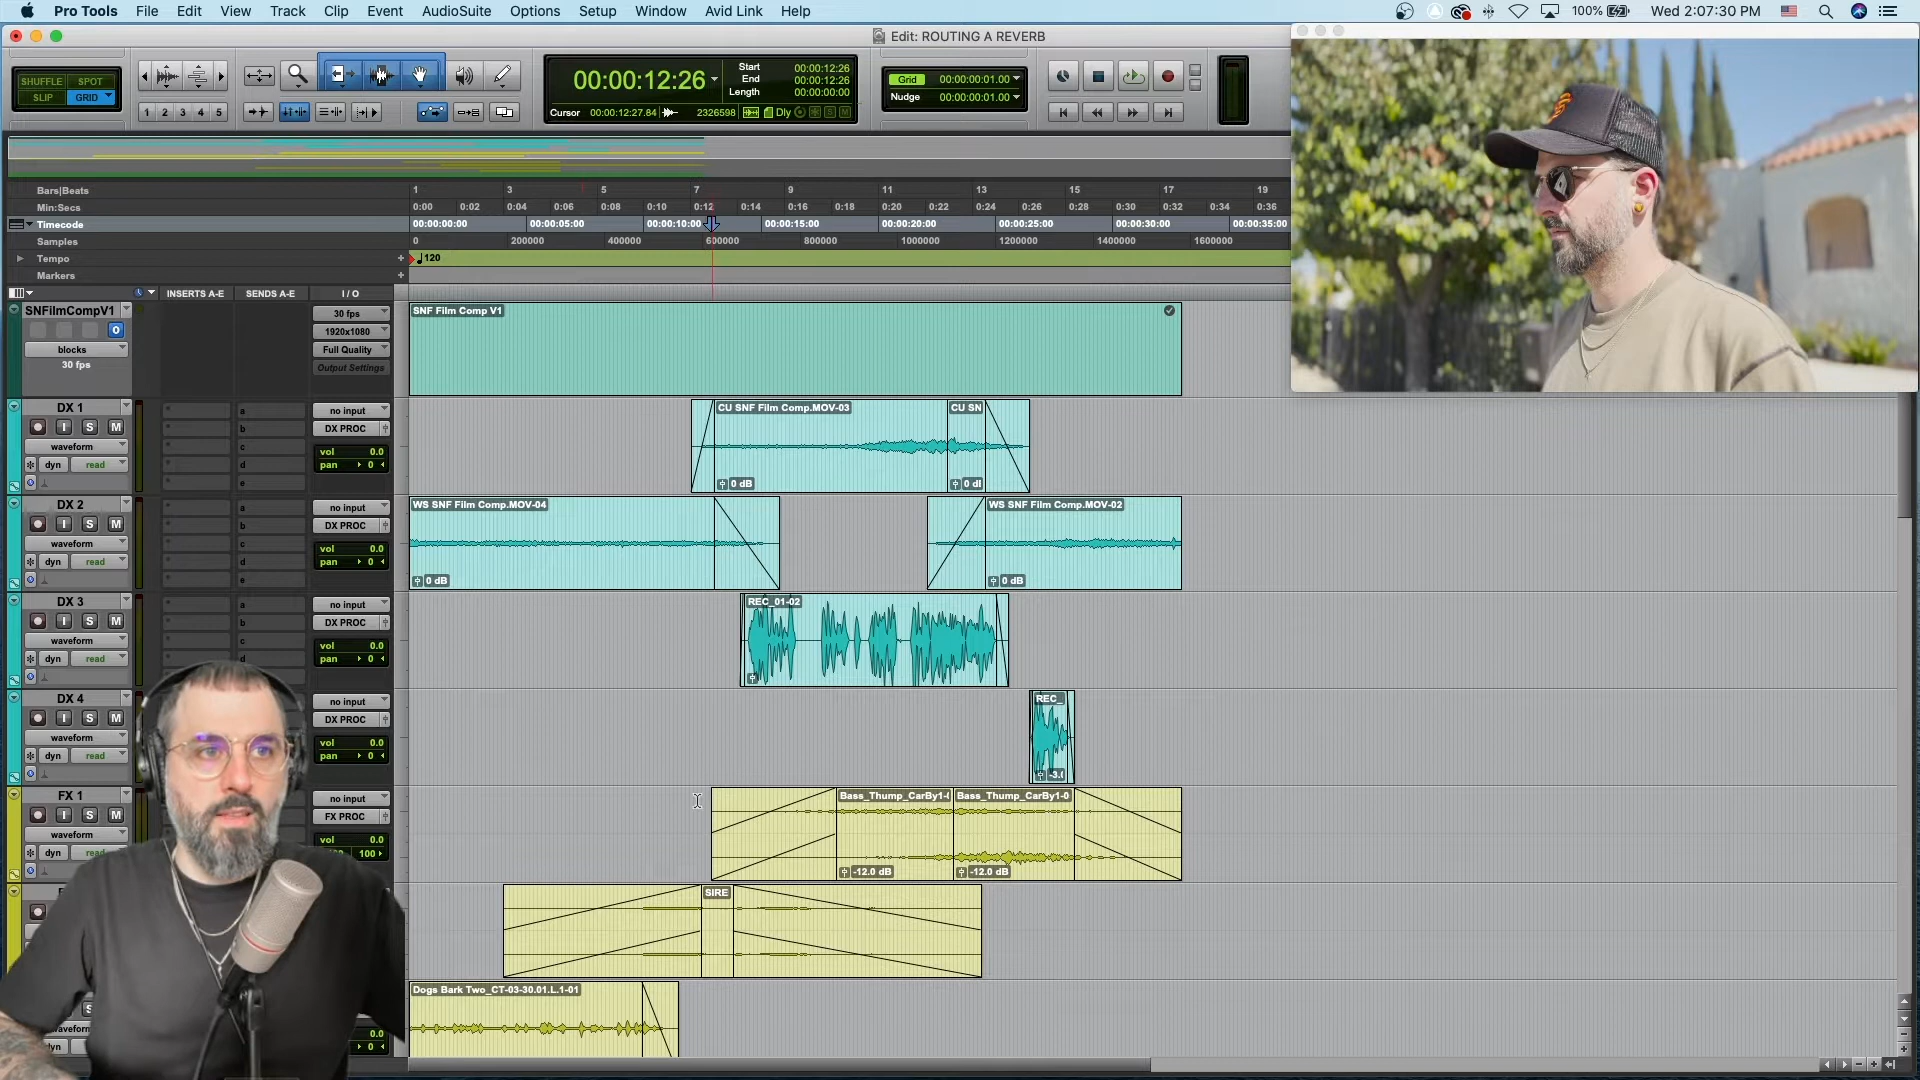 Pro Tools File Edit View Track Clip Event AudioSuite Options Setup Window Avid Link Help
100% Wed 2:07:30 PM
Edit: ROUTING A REVERB
SHUFFLE SPOT
SLIP GRID
1 2 3 4 5
00:00:12:26
Start 00:00:12:26
End 00:00:12:26
Length 00:00:00:00
Cursor 00:00:12:27.84 2326598 Dly
Grid 00:00:00:01.00
Nudge 00:00:00:01.00
Bars|Beats 1 3 5 7 9 11 13 15 17 19
Min:Secs 0:00 0:02 0:04 0:06 0:08 0:10 0:12 0:14 0:16 0:18 0:20 0:22 0:24 0:26 0:28 0:30 0:32 0:34 0:36
Timecode 00:00:00:00 00:00:05:00 00:00:10:00 00:00:15:00 00:00:20:00 00:00:25:00 00:00:30:00 00:00:35:00
Samples 0 200000 400000 600000 800000 1000000 1200000 1400000 1600000
Tempo 120
Markers
INSERTS A-E SENDS A-E I / O
SNFilmCompV1
blocks
30 fps
30 fps
1920x1080
Full Quality
Output Settings
SNF Film Comp V1
DX 1
I S M
waveform
dyn read
a
b
c
d
e
no input
DX PROC
vol 0.0
pan 0
CU SNF Film Comp.MOV-03 CU SN
0 dB
DX 2
I S M
waveform
dyn read
a
b
c
d
e
no input
DX PROC
vol 0.0
pan 0
WS SNF Film Comp.MOV-04 WS SNF Film Comp.MOV-02
0 dB 0 dB
DX 3
I S M
waveform
dyn read
a
b
c
d
no input
DX PROC
vol 0.0
pan 0
REC_01-02
DX 4
I S M
waveform
dyn read
no input
DX PROC
vol 0.0
pan 0
REC_
FX 1
I S M
waveform
dyn read
no input
FX PROC
vol 0.0
100
Bass_Thump_CarBy1-0 Bass_Thump_CarBy1-0
-12.0 dB -12.0 dB
SIRE
Dogs Bark Two_CT-03-30.01.L.1-01
0.0
0